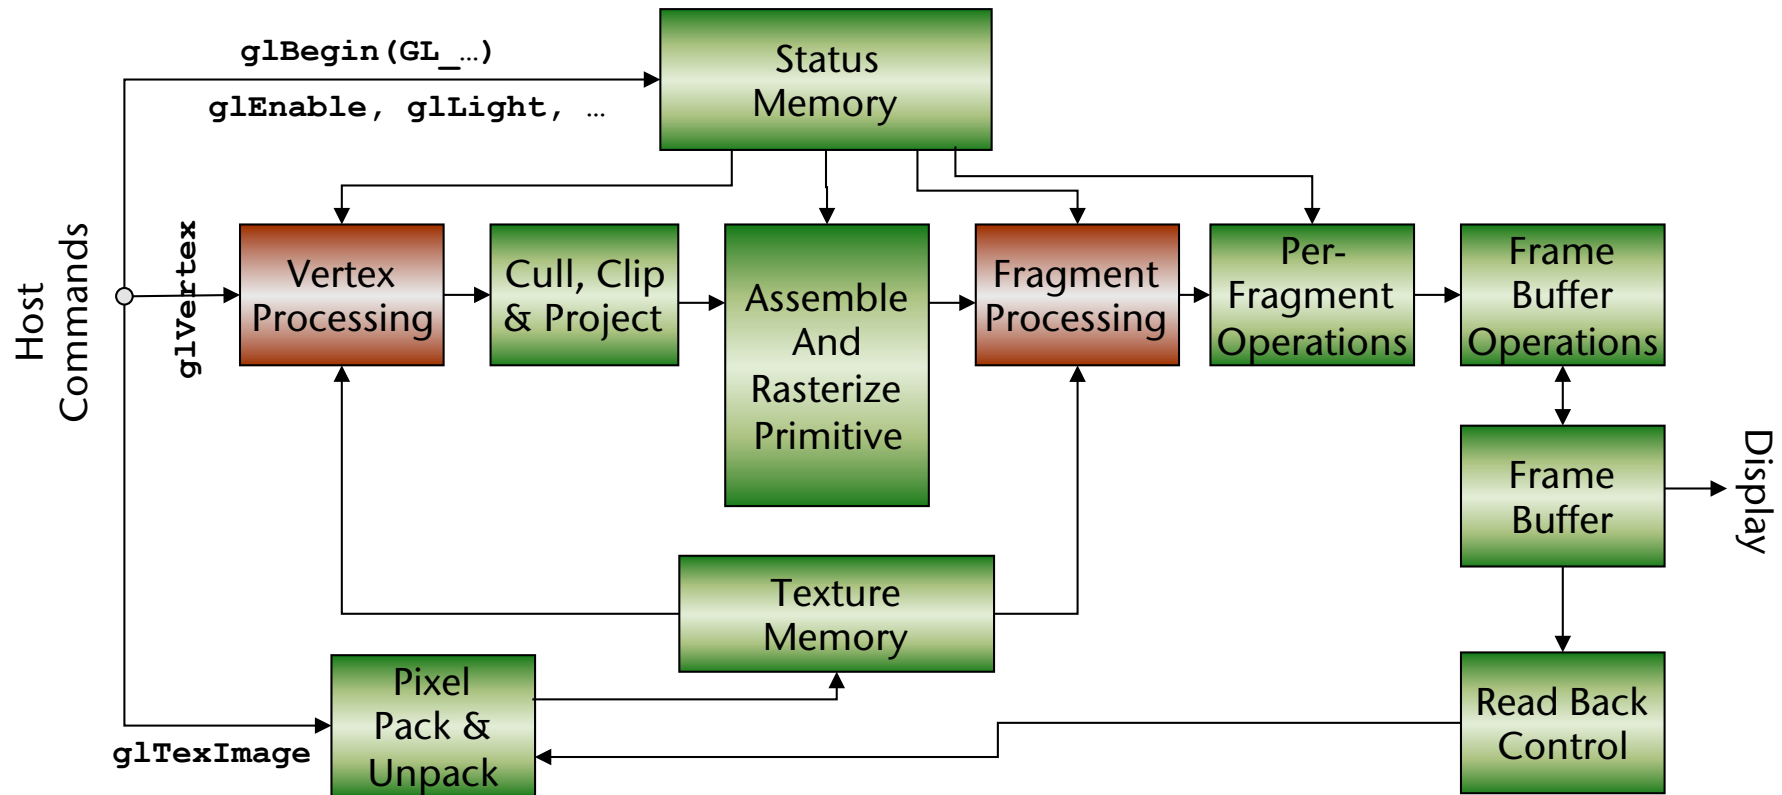 glBegin(GL_…)
glEnable, glLight, …
Status
Memory
Host
Commands
glVertex
Vertex
Processing
Cull, Clip
& Project
Assemble
And
Rasterize
Primitive
Fragment
Processing
Per-
Fragment
Operations
Frame
Buffer
Operations
Frame
Buffer
Display
Texture
Memory
glTexImage
Pixel
Pack &
Unpack
Read Back
Control